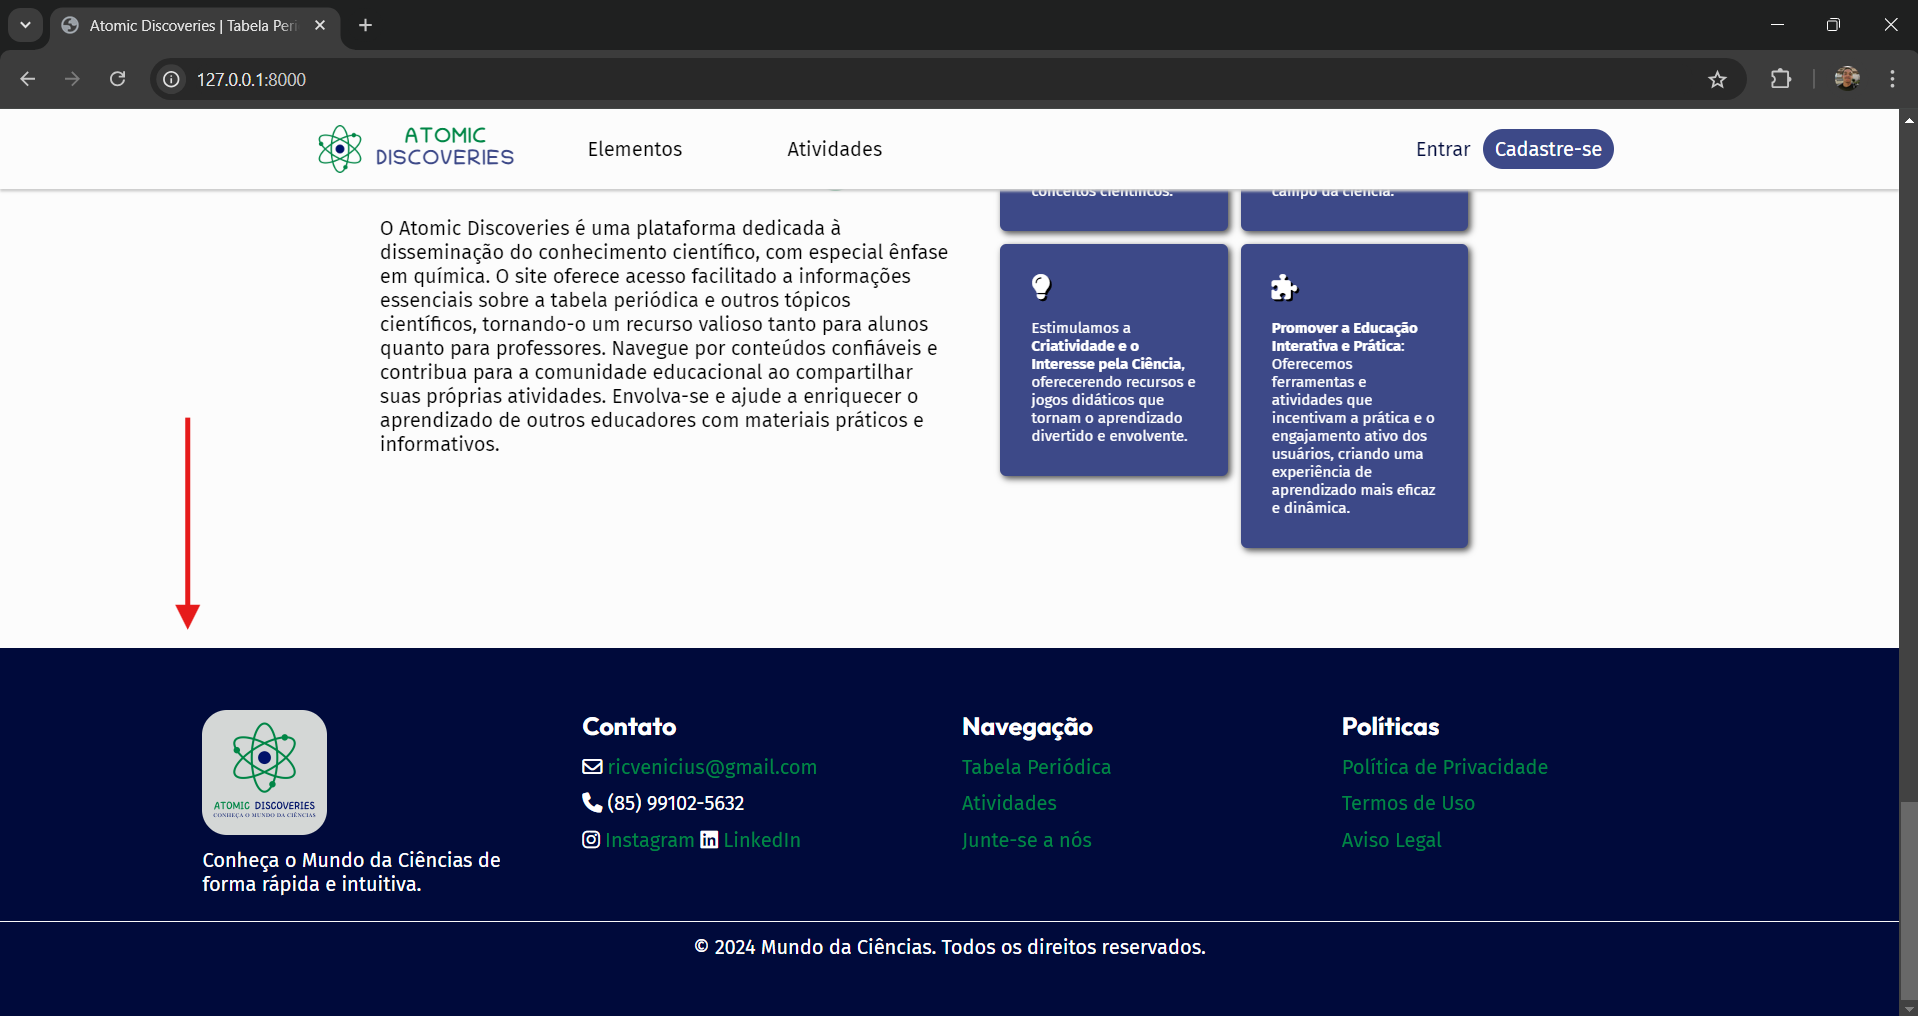 Atomic Discoveries | Tabela Peri
127.0.0.1:8000
ATOMIC
DISCOVERIES
Elementos
Atividades
Entrar
Cadastre-se
O Atomic Discoveries é uma plataforma dedicada à
disseminação do conhecimento científico, com especial ênfase
em química. O site oferece acesso facilitado a informações
essenciais sobre a tabela periódica e outros tópicos
científicos, tornando-o um recurso valioso tanto para alunos
quanto para professores. Navegue por conteúdos confiáveis e
contribua para a comunidade educacional ao compartilhar
suas próprias atividades. Envolva-se e ajude a enriquecer o
aprendizado de outros educadores com materiais práticos e
informativos.
conceitos científicos.
campo da ciência.
Estimulamos a
Criatividade e o
Interesse pela Ciência,
oferecerendo recursos e
jogos didáticos que
tornam o aprendizado
divertido e envolvente.
Promover a Educação
Interativa e Prática:
Oferecemos
ferramentas e
atividades que
incentivam a prática e o
engajamento ativo dos
usuários, criando uma
experiência de
aprendizado mais eficaz
e dinâmica.
ATOMIC DISCOVERIES
CONHEÇA O MUNDO DA CIÊNCIAS
Conheça o Mundo da Ciências de
forma rápida e intuitiva.
Contato
ricvenicius@gmail.com
(85) 99102-5632
Instagram in LinkedIn
Navegação
Tabela Periódica
Atividades
Junte-se a nós
Políticas
Política de Privacidade
Termos de Uso
Aviso Legal
© 2024 Mundo da Ciências. Todos os direitos reservados.